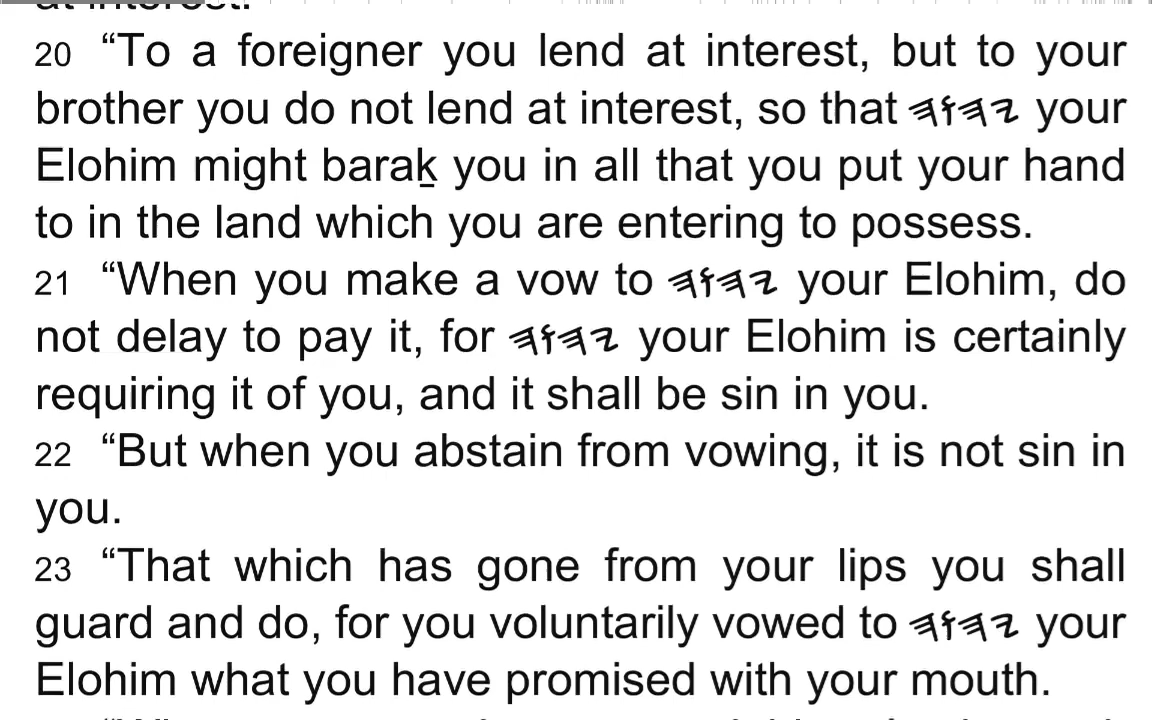 20 “To a foreigner you lend at interest, but to your
brother you do not lend at interest, so that 𐤉𐤄𐤅𐤄 your
Elohim might baraḵ you in all that you put your hand
to in the land which you are entering to possess.
21 “When you make a vow to 𐤉𐤄𐤅𐤄 your Elohim, do
not delay to pay it, for 𐤉𐤄𐤅𐤄 your Elohim is certainly
requiring it of you, and it shall be sin in you.
22 “But when you abstain from vowing, it is not sin in
you.
23 “That which has gone from your lips you shall
guard and do, for you voluntarily vowed to 𐤉𐤄𐤅𐤄 your
Elohim what you have promised with your mouth.